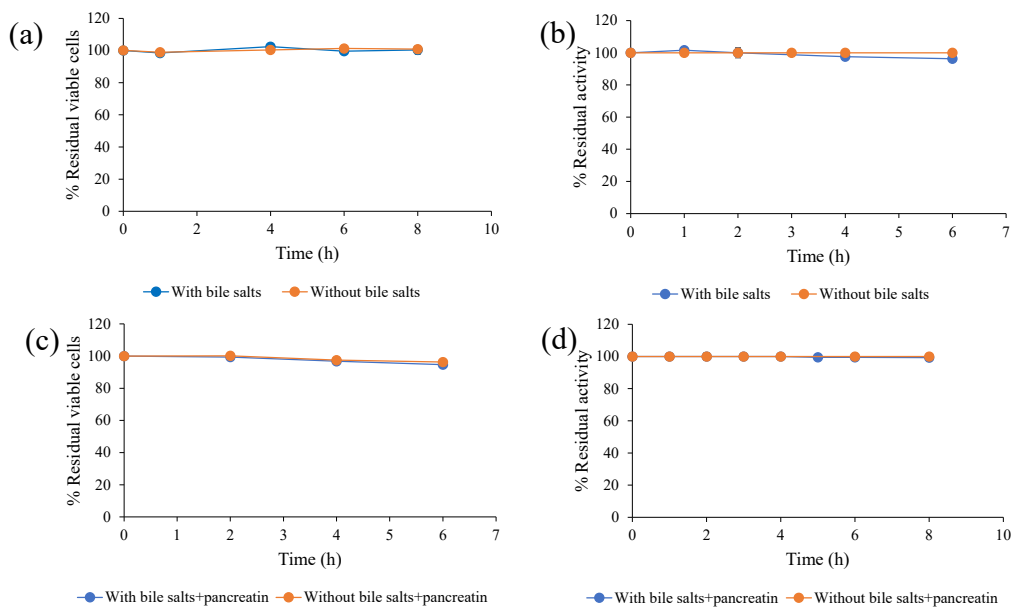 (a)
% Residual viable cells
120
100
80
60
40
20
0
0 2 4 6 8 10
Time (h)
With bile salts Without bile salts
(b)
% Residual activity
120
100
80
60
40
20
0
0 1 2 3 4 5 6 7
Time (h)
With bile salts Without bile salts
(c)
% Residual viable cells
120
100
80
60
40
20
0
0 1 2 3 4 5 6 7
Time (h)
With bile salts+pancreatin Without bile salts+pancreatin
(d)
% Residual activity
120
100
80
60
40
20
0
0 2 4 6 8 10
Time (h)
With bile salts+pancreatin Without bile salts+pancreatin